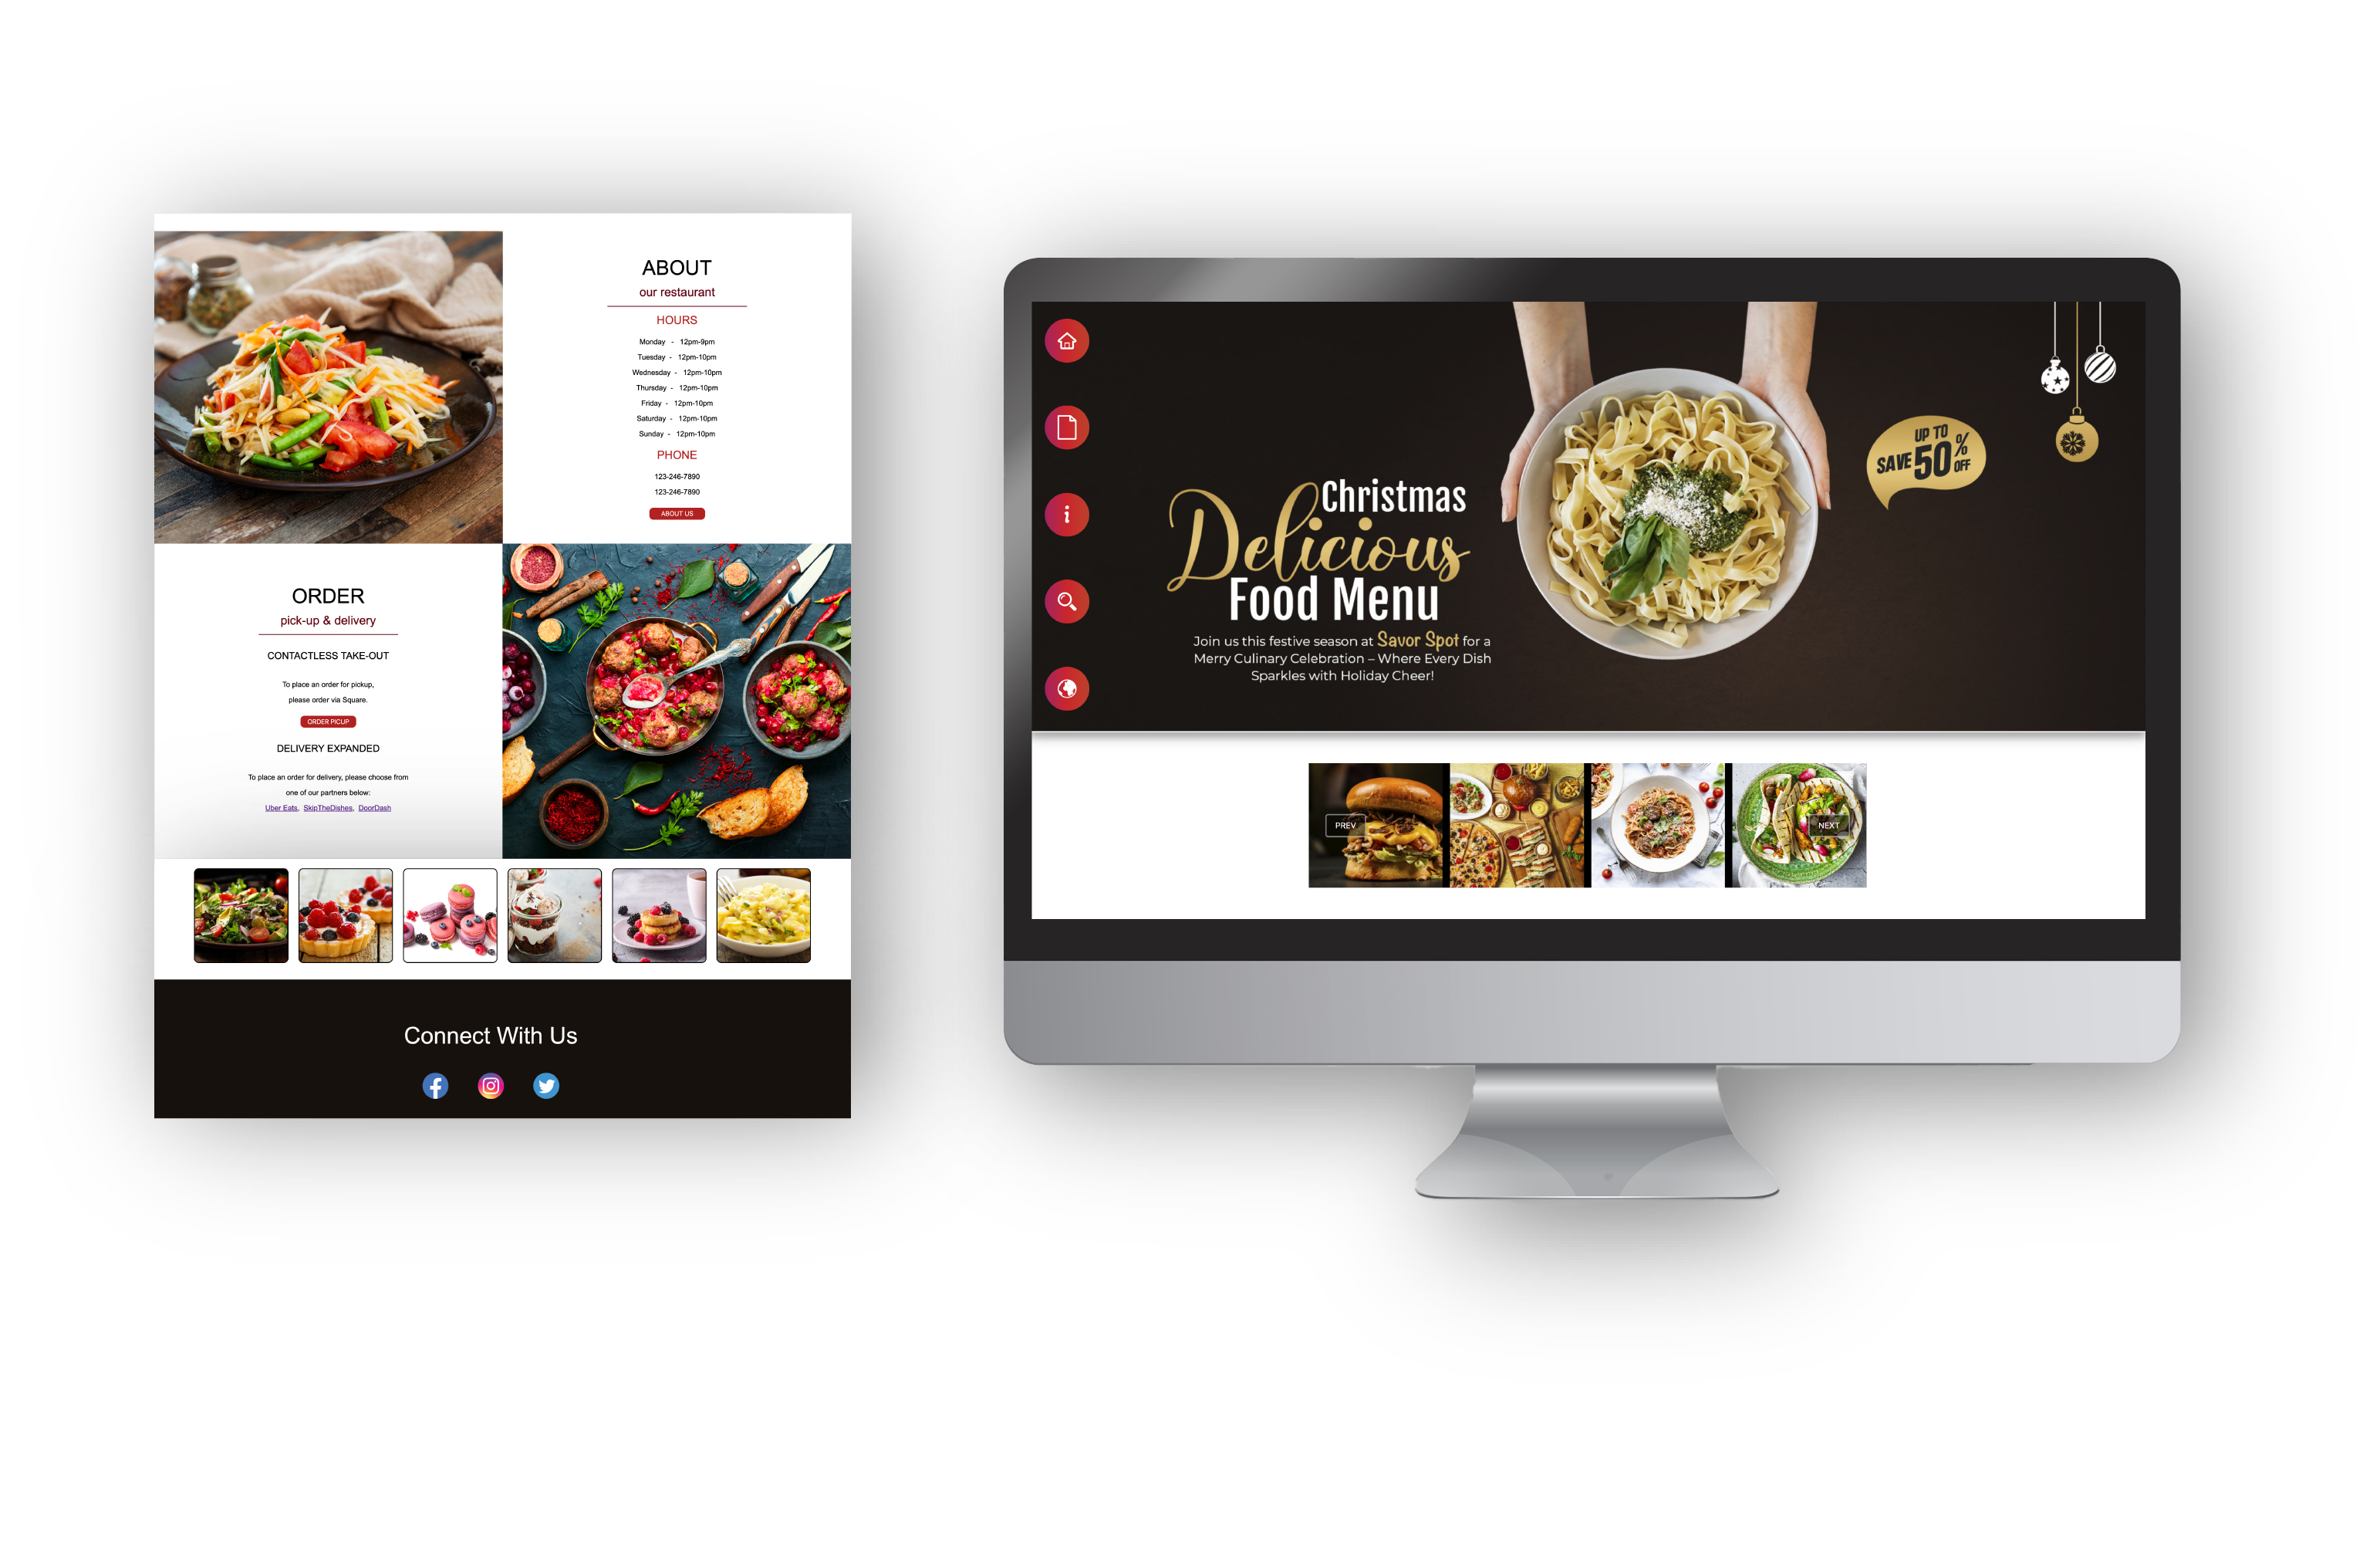 ABOUT
our restaurant
HOURS
Monday - 12pm-9pm
Tuesday - 12pm-10pm
Wednesday - 12pm-10pm
Thursday - 12pm-10pm
Friday - 12pm-10pm
Saturday - 12pm-10pm
Sunday - 12pm-10pm
PHONE
123-246-7890
123-246-7890
ABOUT US
ORDER
pick-up & delivery
CONTACTLESS TAKE-OUT
To place an order for pickup,
please order via Square.
ORDER PICUP
DELIVERY EXPANDED
To place an order for delivery, please choose from
one of our partners below:
Uber Eats, SkipTheDishes, DoorDash
Connect With Us
Christmas
Delicious
Food Menu
Join us this festive season at Savor Spot for a
Merry Culinary Celebration – Where Every Dish
Sparkles with Holiday Cheer!
UP TO
SAVE 50% OFF
PREV
NEXT